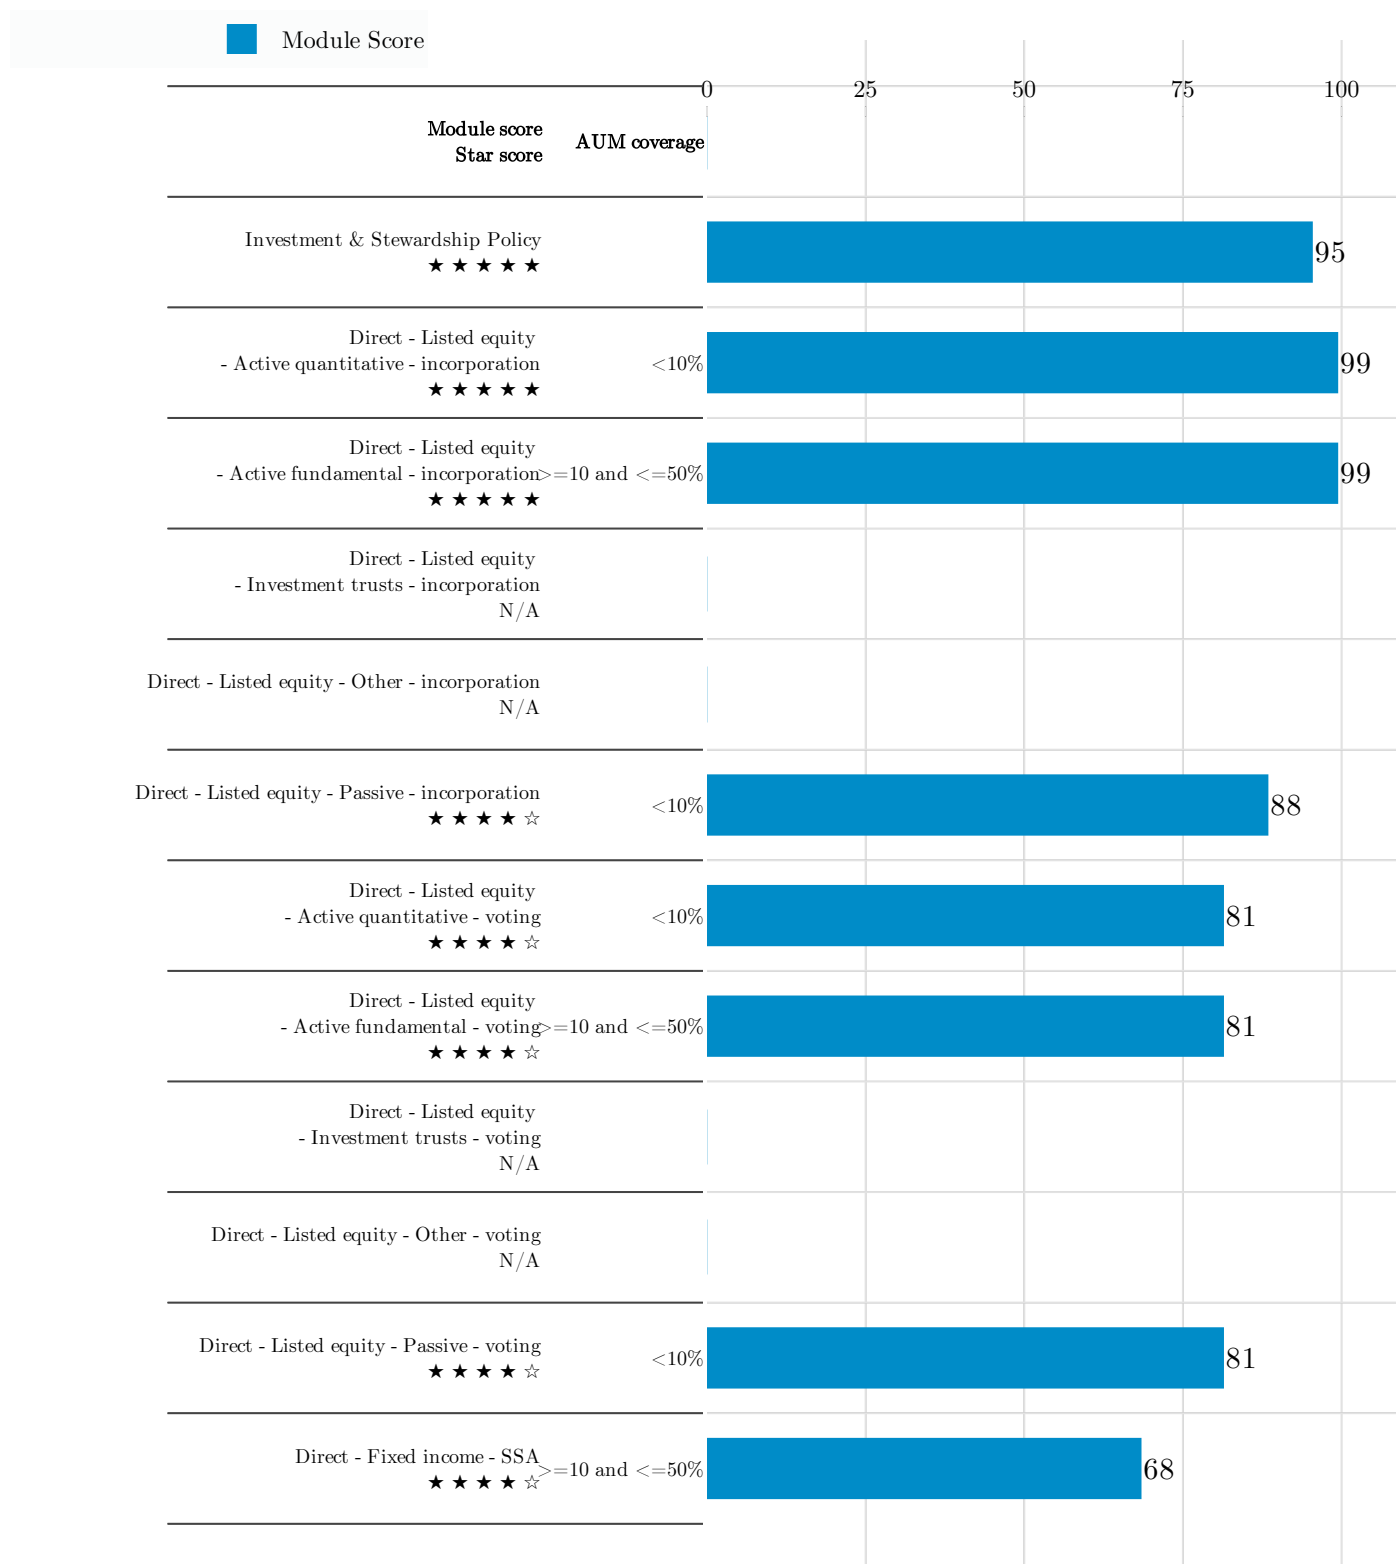 Module Score
0 25 50 75 100
Module score
Star score
AUM coverage
Investment & Stewardship Policy
★ ★ ★ ★ ★
95
Direct - Listed equity
- Active quantitative - incorporation
★ ★ ★ ★ ★
<10%
99
Direct - Listed equity
- Active fundamental - incorporation
★ ★ ★ ★ ★
>=10 and <=50%
99
Direct - Listed equity
- Investment trusts - incorporation
N/A
Direct - Listed equity - Other - incorporation
N/A
Direct - Listed equity - Passive - incorporation
★ ★ ★ ★ ☆
<10%
88
Direct - Listed equity
- Active quantitative - voting
★ ★ ★ ★ ☆
<10%
81
Direct - Listed equity
- Active fundamental - voting
★ ★ ★ ★ ☆
>=10 and <=50%
81
Direct - Listed equity
- Investment trusts - voting
N/A
Direct - Listed equity - Other - voting
N/A
Direct - Listed equity - Passive - voting
★ ★ ★ ★ ☆
<10%
81
Direct - Fixed income - SSA
★ ★ ★ ★ ☆
>=10 and <=50%
68